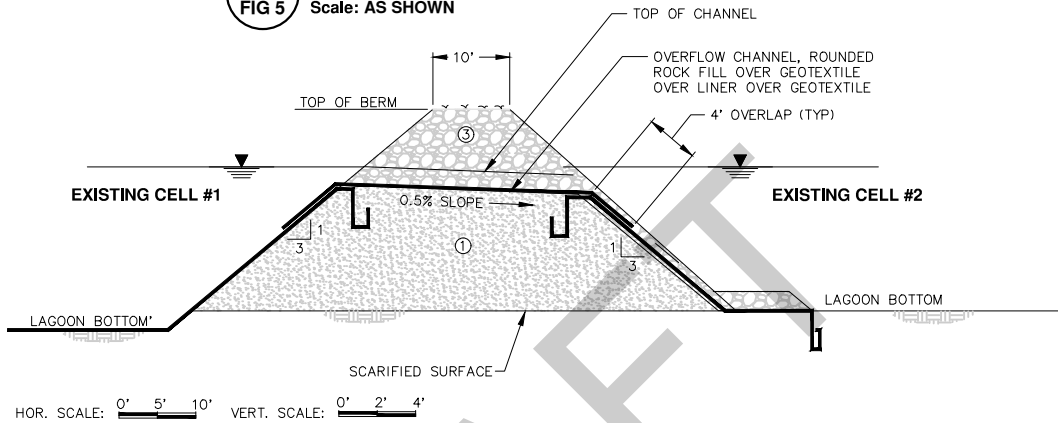 FIG 5
Scale: AS SHOWN
TOP OF CHANNEL
10'
OVERFLOW CHANNEL, ROUNDED
ROCK FILL OVER GEOTEXTILE
OVER LINER OVER GEOTEXTILE
TOP OF BERM
4' OVERLAP (TYP)
3
EXISTING CELL #1
EXISTING CELL #2
0.5% SLOPE
1
3
1
1
3
LAGOON BOTTOM
LAGOON BOTTOM'
SCARIFIED SURFACE
HOR. SCALE: 0' 5' 10' VERT. SCALE: 0' 2' 4'